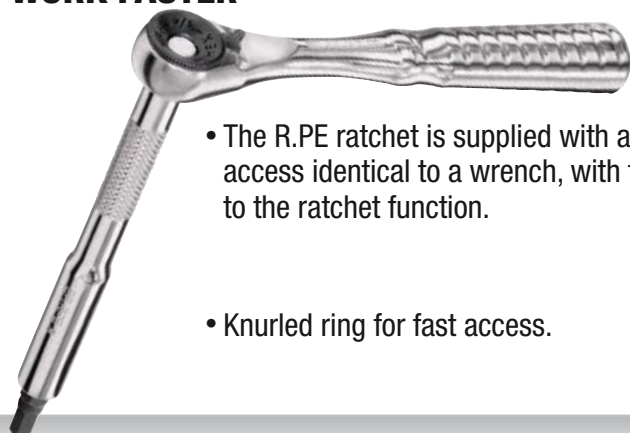 WORK FASTER
• The R.PE ratchet is supplied with a
access identical to a wrench, with
to the ratchet function.
• Knurled ring for fast access.